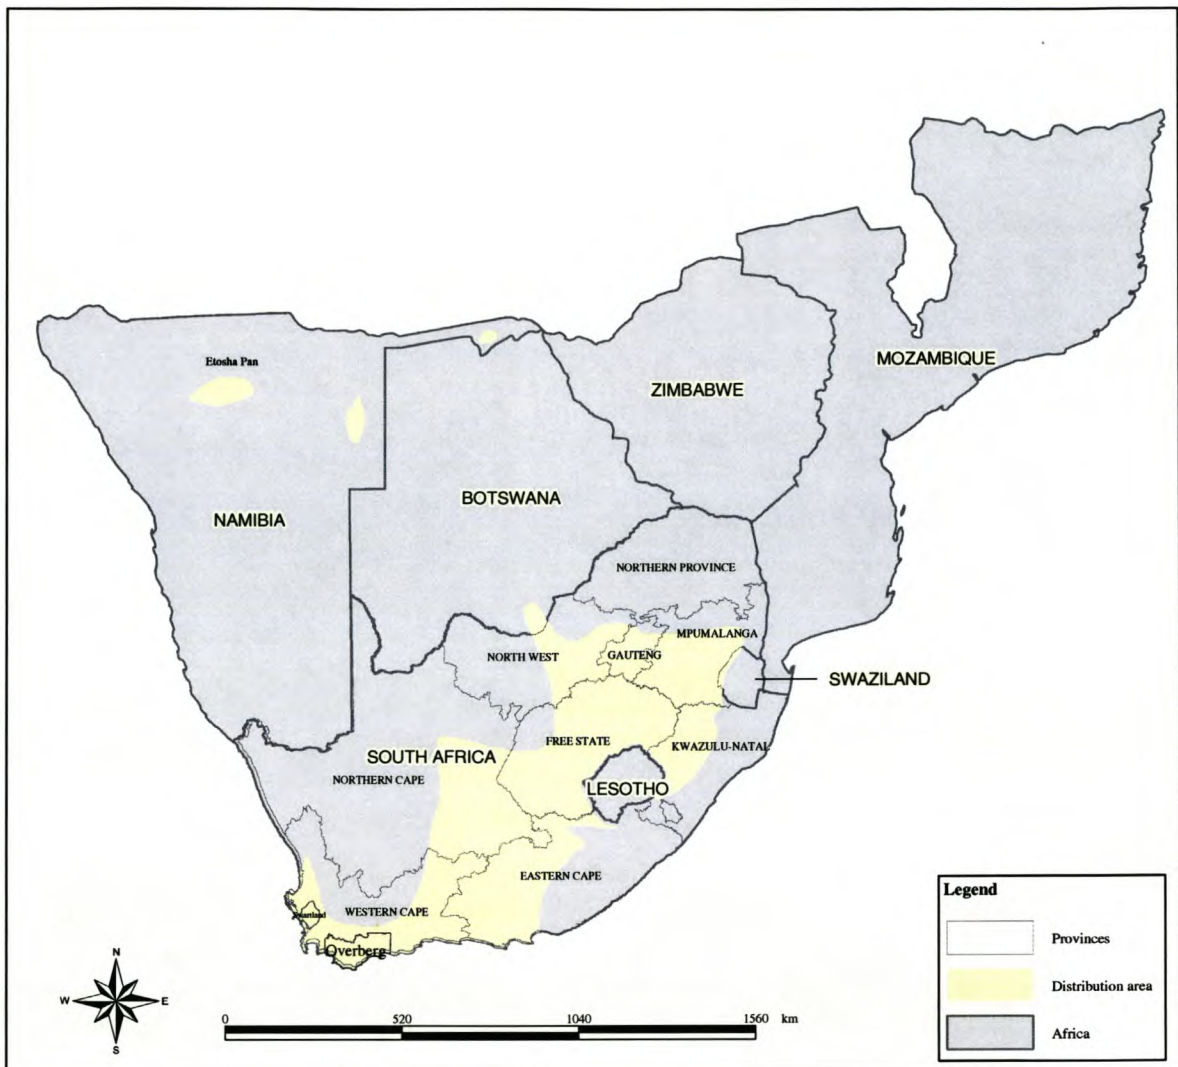 Etosha Pan
MOZAMBIQUE
ZIMBABWE
BOTSWANA
NAMIBIA
NORTHERN PROVINCE
MPUMALANGA
NORTH WEST
GAUTENG
SWAZILAND
FREE STATE
KWAZULU-NATAL
SOUTH AFRICA
NORTHERN CAPE
LESOTHO
EASTERN CAPE
WESTERN CAPE
Swartland
Overberg
Legend
Provinces
Distribution area
Africa
N
W
E
S
0
520
1040
1560
km